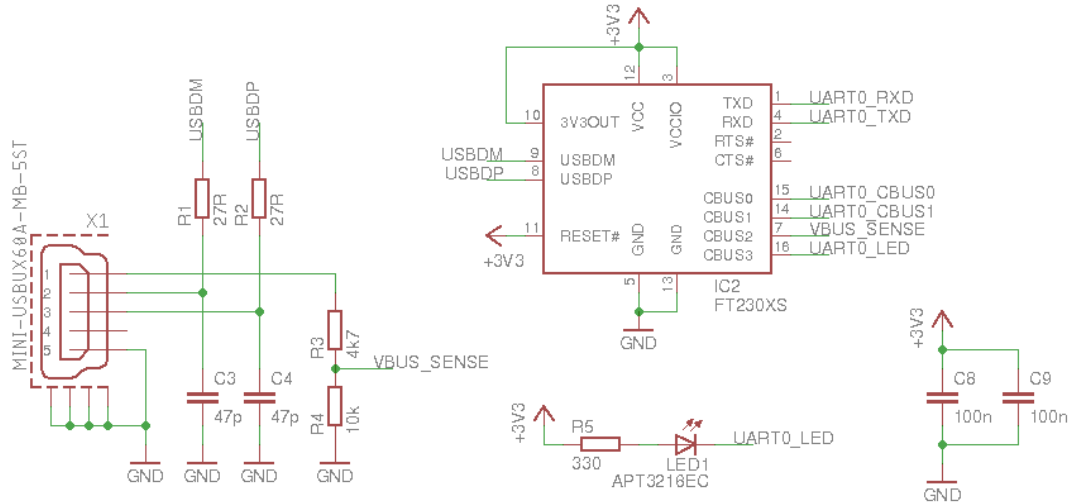 USBDM
USBDP
R1
27R
R2
27R
MINI-USBUX60A-MB-5ST
X1
1
2
3
4
5
R3
4k7
VBUS_SENSE
R4
10k
C3
47p
C4
47p
GND
GND
GND
GND
+3V3
12
3
10
3V3OUT
VCC
VCCIO
TXD
1
UART0_RXD
RXD
4
UART0_TXD
RTS#
2
CTS#
6
USBDM
9
USBDM
USBDP
8
USBDP
CBUS0
15
UART0_CBUS0
CBUS1
14
UART0_CBUS1
CBUS2
7
VBUS_SENSE
CBUS3
16
UART0_LED
+3V3
11
RESET#
GND
GND
5
13
IC2
FT230XS
GND
+3V3
R5
330
LED1
APT3216EC
UART0_LED
+3V3
C8
100n
C9
100n
GND